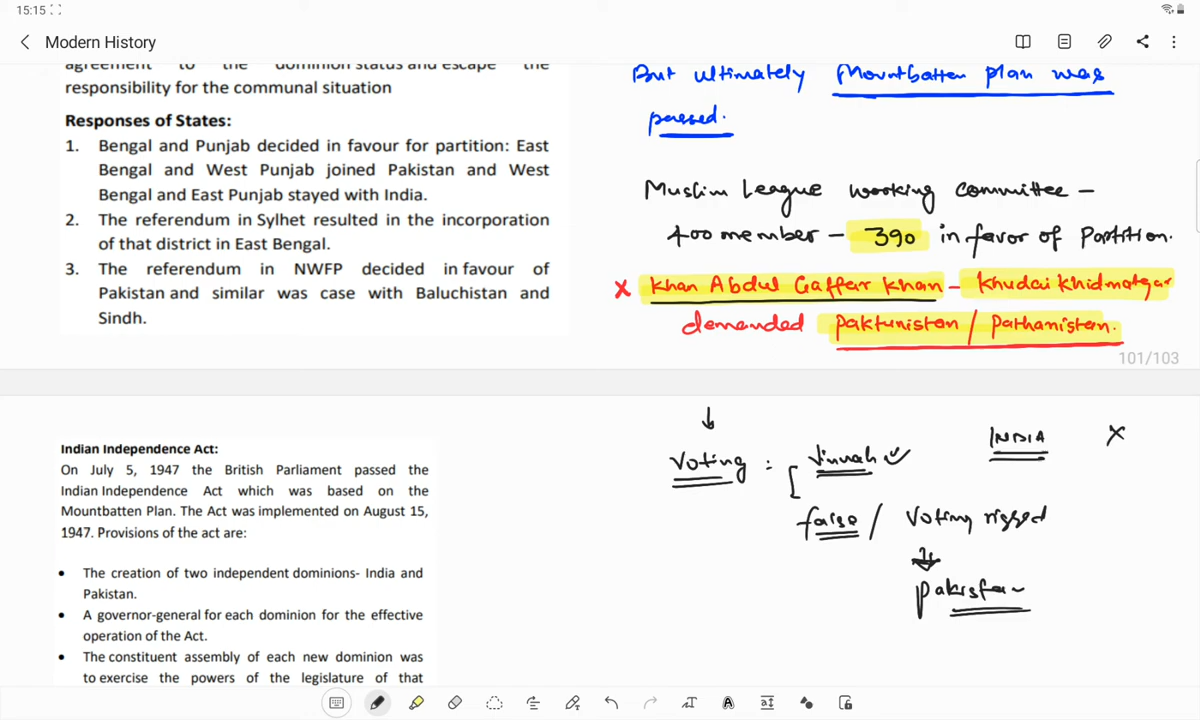 15:15
Modern History
agreement to the dominion status and escape the
responsibility for the communal situation
Responses of States:
1. Bengal and Punjab decided in favour for partition: East
Bengal and West Punjab joined Pakistan and West
Bengal and East Punjab stayed with India.
2. The referendum in Sylhet resulted in the incorporation
of that district in East Bengal.
3. The referendum in NWFP decided in favour of
Pakistan and similar was case with Baluchistan and
Sindh.
But ultimately Mountbatten plan was
passed.
Muslim League working committee –
400 member – 390 in favor of Partition.
x Khan Abdul Gaffar Khan – Khudai Khidmatgar
demanded Paktunistan / Pathanistan.
101/103
Indian Independence Act:
On July 5, 1947 the British Parliament passed the
Indian Independence Act which was based on the
Mountbatten Plan. The Act was implemented on August 15,
1947. Provisions of the act are:
• The creation of two independent dominions- India and
Pakistan.
• A governor-general for each dominion for the effective
operation of the Act.
• The constituent assembly of each new dominion was
to exercise the powers of the legislature of that
↓
Voting : [ Jinnah ✓ INDIA x
false / Voting rigged
↓
Pakistan